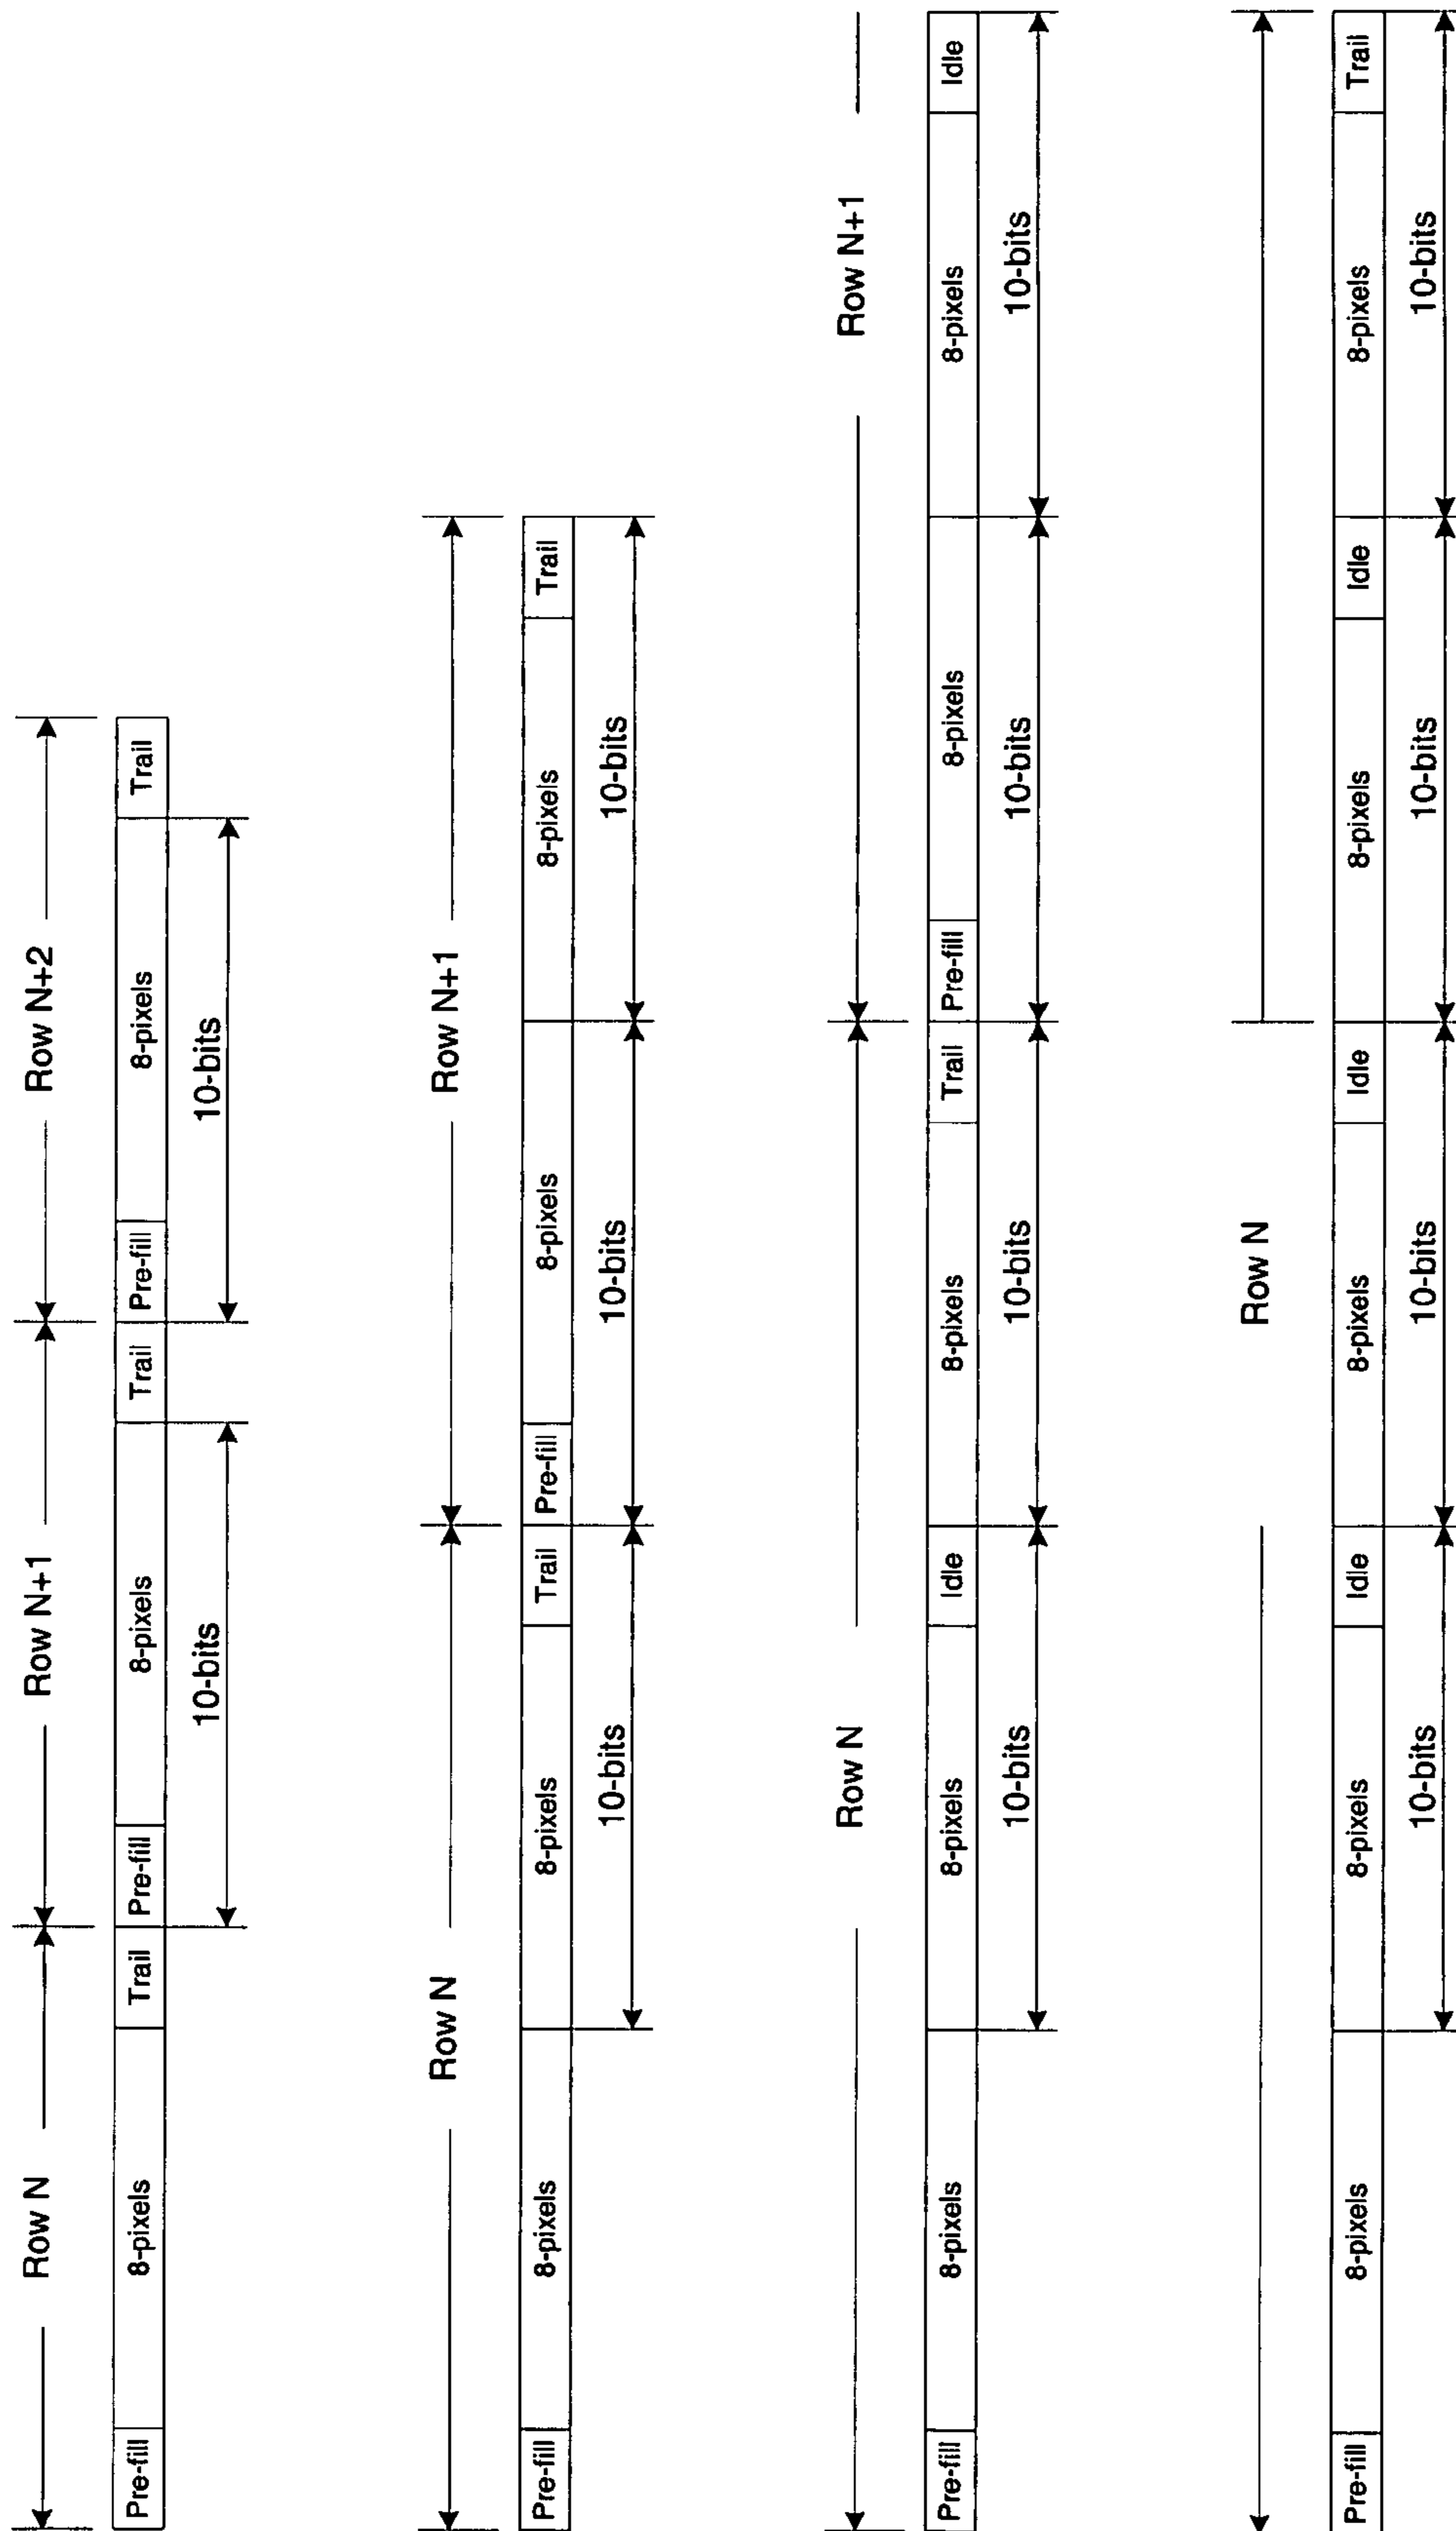 Row N Row N+1 Row N+2
Pre-fill 8-pixels Trail Pre-fill 8-pixels Trail Pre-fill 8-pixels Trail
10-bits 10-bits
Row N Row N+1
Pre-fill 8-pixels 8-pixels Trail Pre-fill 8-pixels 8-pixels Trail
10-bits 10-bits 10-bits
Row N Row N+1
Pre-fill 8-pixels 8-pixels Idle 8-pixels Trail Pre-fill 8-pixels 8-pixels Idle
10-bits 10-bits 10-bits 10-bits
Row N
Pre-fill 8-pixels 8-pixels Idle 8-pixels Idle 8-pixels Idle 8-pixels Trail
10-bits 10-bits 10-bits 10-bits